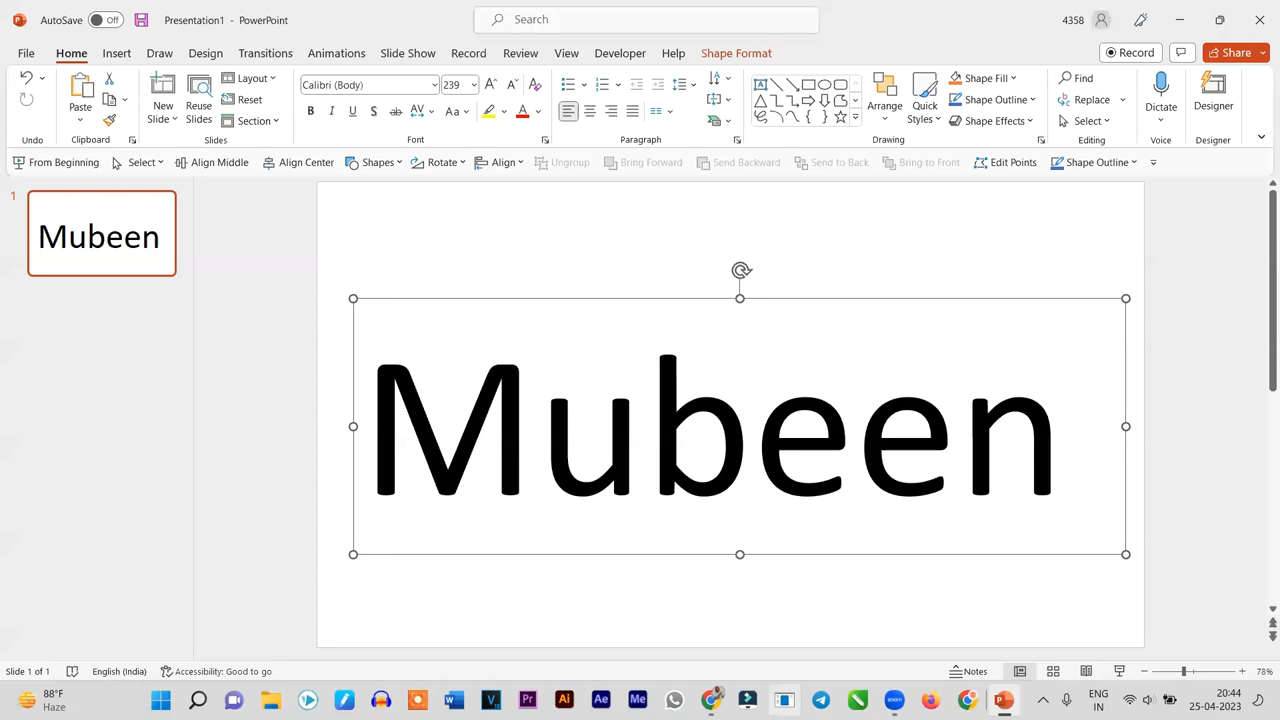 AutoSave Off Presentation1 - PowerPoint Search 4358
File Home Insert Draw Design Transitions Animations Slide Show Record Review View Developer Help Shape Format Record Share
Undo
Paste
Clipboard
New Slide
Reuse Slides
Layout
Reset
Section
Slides
Calibri (Body) 239
Font
Paragraph
Arrange
Quick Styles
Shape Fill
Shape Outline
Shape Effects
Drawing
Find
Replace
Select
Editing
Dictate
Voice
Designer
Designer
From Beginning Select Align Middle Align Center Shapes Rotate Align Ungroup Bring Forward Send Backward Send to Back Bring to Front Edit Points Shape Outline
1
Mubeen
Mubeen
Slide 1 of 1 English (India) Accessibility: Good to go Notes 78%
88°F
Haze
ENG
IN
20:44
25-04-2023